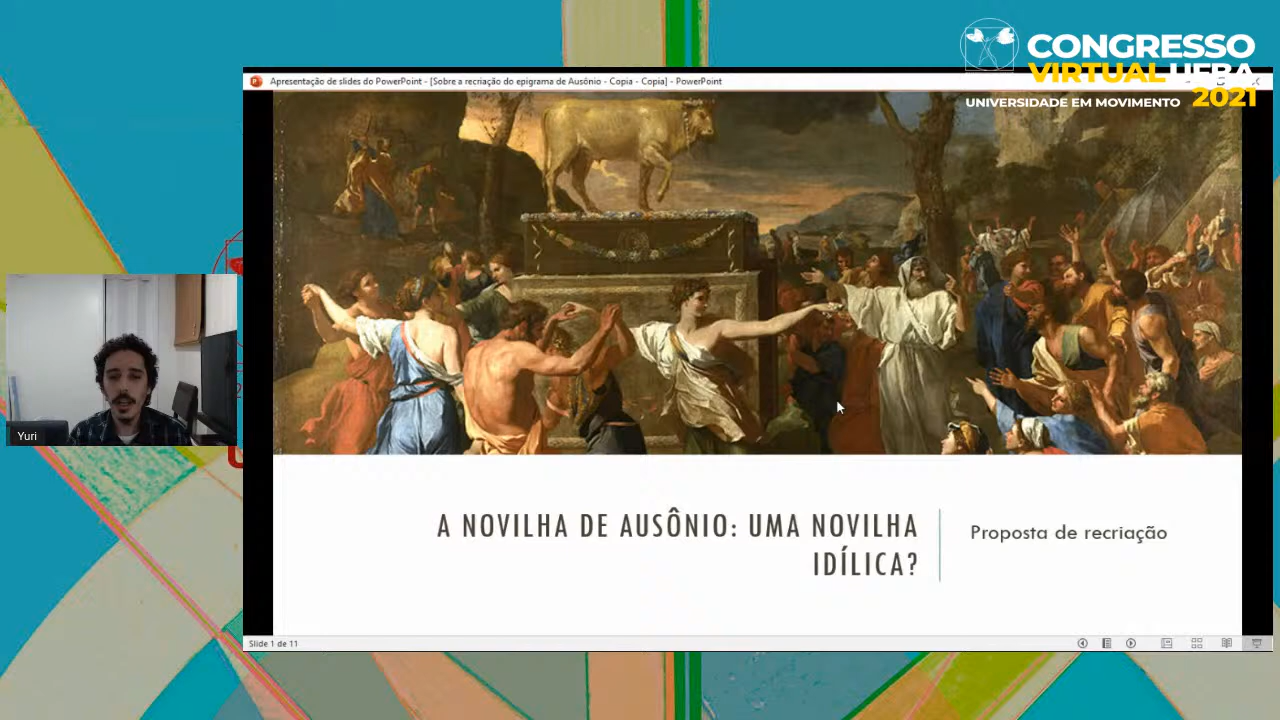 CONGRESSO
VIRTUAL UFBA
UNIVERSIDADE EM MOVIMENTO 2021
Apresentação de slides do PowerPoint - [Sobre a recriação do epigrama de Ausônio - Copia - Copia] - PowerPoint
Yuri
A NOVILHA DE AUSÔNIO: UMA NOVILHA
IDÍLICA?
Proposta de recriação
Slide 1 de 11